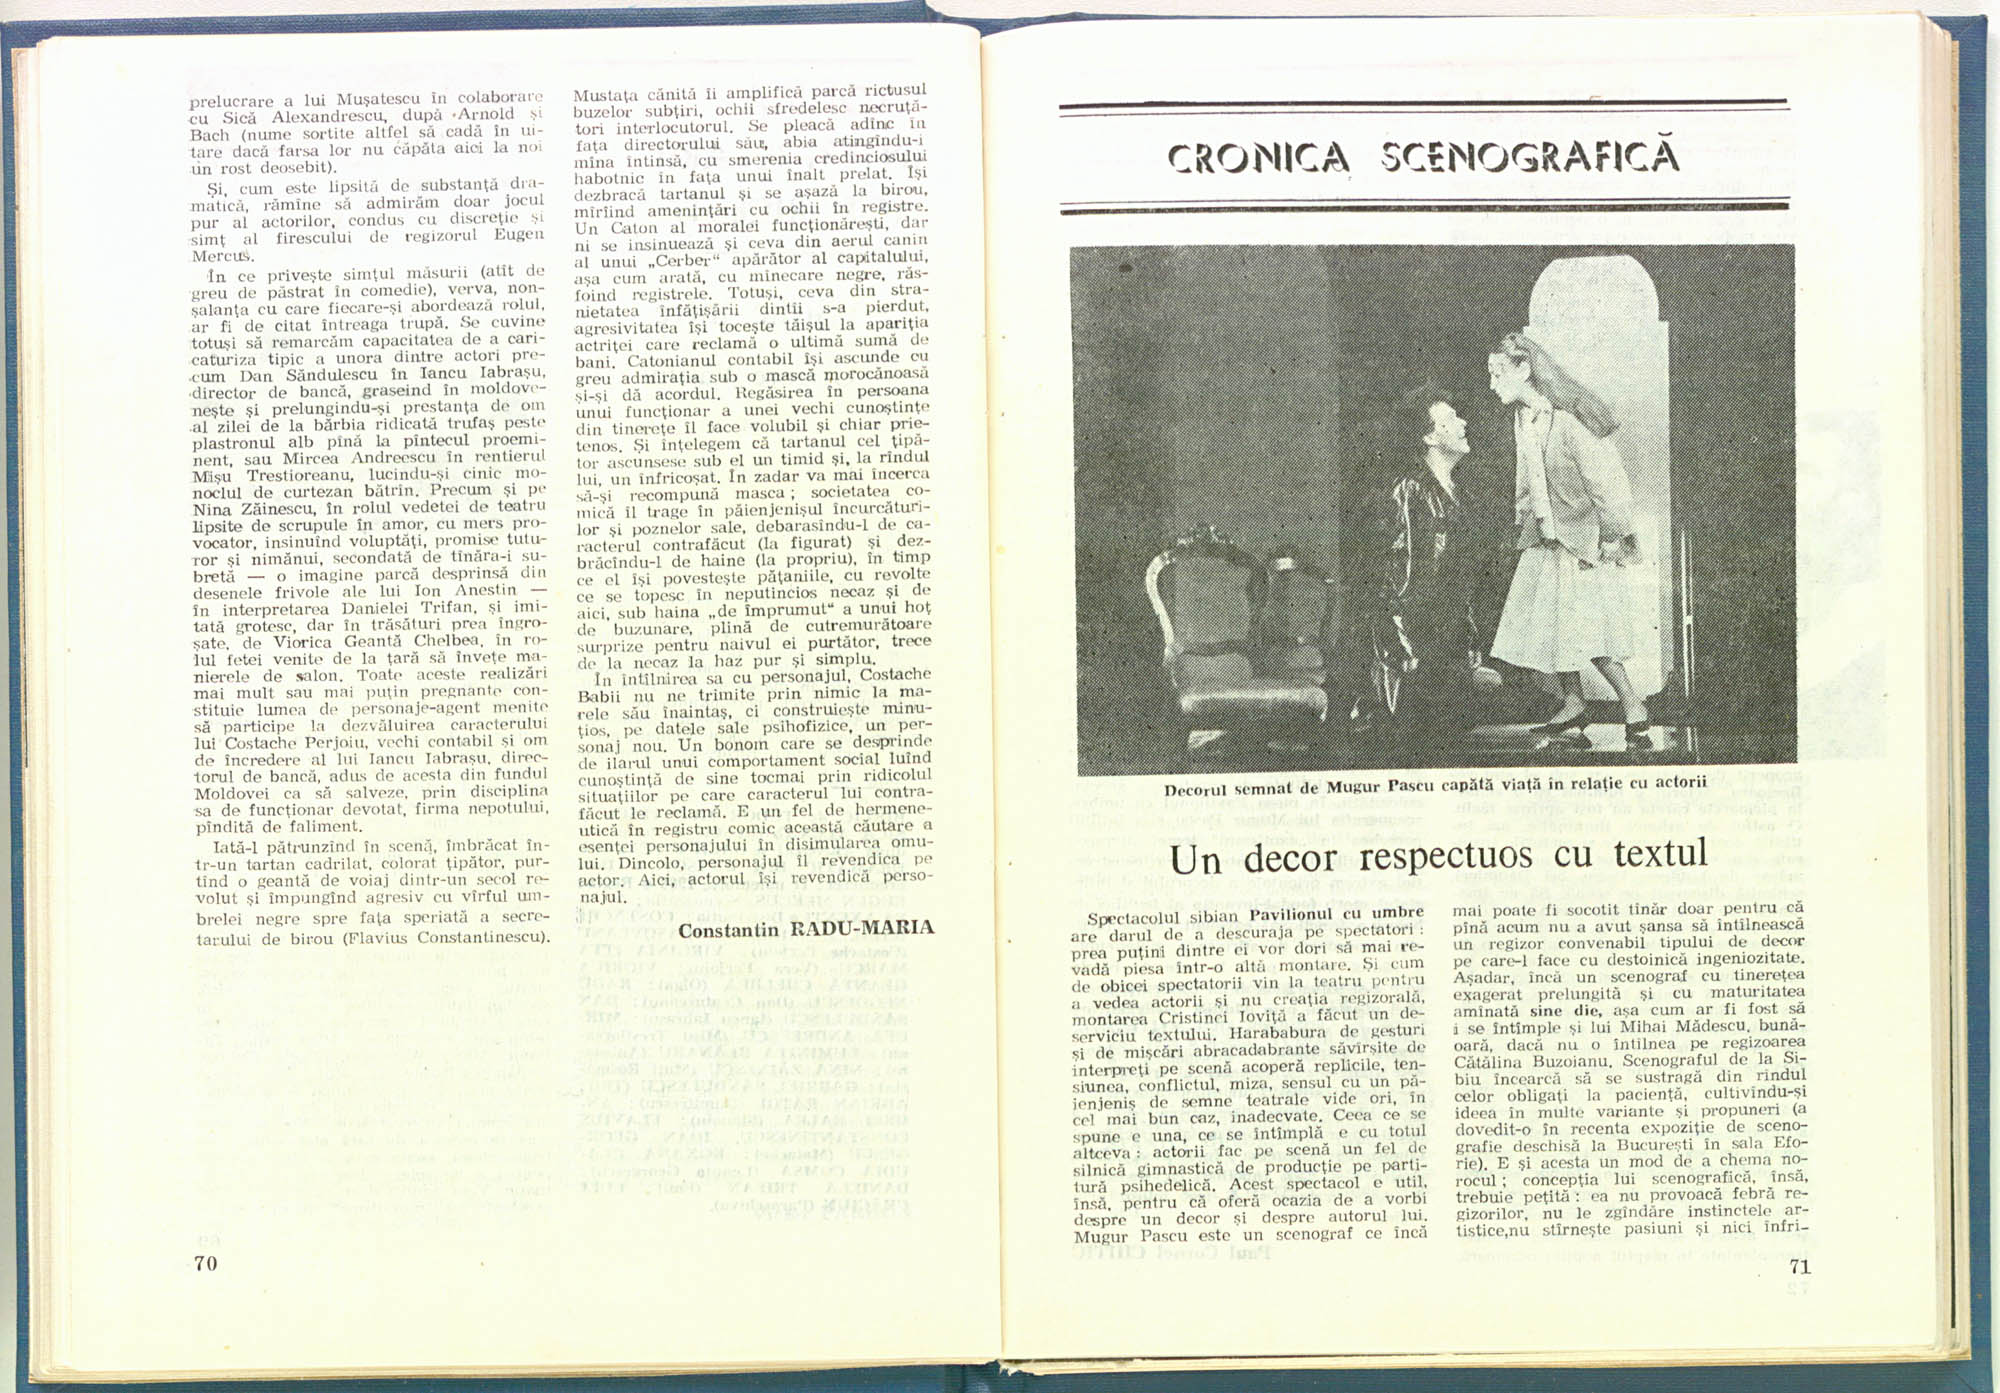 prelucrare a lui Mușatescu în colaborare
cu Sică Alexandrescu, după Arnold și
Bach (nume sortite altfel să cadă în ui-
tare dacă farsa lor nu căpăta aici la noi
un rost deosebit).
Și, cum este lipsită de substanță dra-
matică, rămîne să admirăm doar jocul
pur al actorilor, condus cu discreție și
simț al firescului de regizorul Eugen
Mercus.
În ce privește simțul măsurii (atît de
greu de păstrat în comedie), verva, non-
șalanța cu care fiecare-și abordează rolul,
ar fi de citat întreaga trupă. Se cuvine
totuși să remarcăm capacitatea de a cari-
caturiza tipic a unora dintre actori pre-
cum Dan Săndulescu în Iancu Iabrașu,
director de bancă, graseind în moldove-
nește și prelungindu-și prestanța de om
al zilei de la bărbia ridicată trufaș peste
plastronul alb pînă la pîntecul proemi-
nent, sau Mircea Andreescu în rentierul
Mișu Trestioreanu, lucindu-și cinic mo-
noclul de curtezan bătrîn. Precum și pe
Nina Zăinescu, în rolul vedetei de teatru
lipsite de scrupule în amor, cu mers pro-
vocator, insinuînd voluptăți, promise tutu-
ror și nimănui, secondată de tînăra-i su-
bretă — o imagine parcă desprinsă din
desenele frivole ale lui Ion Anestin —
în interpretarea Danielei Trifan, și imi-
tată grotesc, dar în trăsături prea îngro-
șate, de Viorica Geantă Chelbea, în ro-
lul fetei venite de la țară să învețe ma-
nierele de salon. Toate aceste realizări
mai mult sau mai puțin pregnante con-
stituie lumea de personaje-agent menite
să participe la dezvăluirea caracterului
lui Costache Perjoiu, vechi contabil și om
de încredere al lui Iancu Iabrașu, direc-
torul de bancă, adus de acesta din fundul
Moldovei ca să salveze, prin disciplina
sa de funcționar devotat, firma nepotului,
pîndită de faliment.
Iată-l pătrunzînd în scenă, îmbrăcat în-
tr-un tartan cadrilat, colorat țipător, pur-
tînd o geantă de voiaj dintr-un secol re-
volut și împungînd agresiv cu vîrful um-
brelei negre spre fața speriată a secre-
tarului de birou (Flavius Constantinescu).
70
Mustața cănită îi amplifică parcă rictusul
buzelor subțiri, ochii sfredelesc necruță-
tori interlocutorul. Se pleacă adînc în
fața directorului său, abia atingîndu-i
mîna întinsă, cu smerenia credinciosului
habotnic în fața unui înalt prelat. Își
dezbracă tartanul și se așază la birou,
mîrîind amenințări cu ochii în registre.
Un Caton al moralei funcționărești, dar
ni se insinuează și ceva din aerul canin
al unui „Cerber“ apărător al capitalului,
așa cum arată, cu mînecare negre, răs-
foind registrele. Totuși, ceva din stra-
nietatea înfățișării dintîi s-a pierdut,
agresivitatea își tocește tăișul la apariția
actriței care reclamă o ultimă sumă de
bani. Catonianul contabil își ascunde cu
greu admirația sub o mască morocănoasă
și-și dă acordul. Regăsirea în persoana
unui funcționar a unei vechi cunoștințe
din tinerețe îl face volubil și chiar prie-
tenos. Și înțelegem că tartanul cel țipă-
tor ascunsese sub el un timid și, la rîndul
lui, un înfricoșat. În zadar va mai încerca
să-și recompună masca ; societatea co-
mică îl trage în păienjenișul încurcături-
lor și poznelor sale, debarasîndu-l de ca-
racterul contrafăcut (la figurat) și dez-
brăcîndu-l de haine (la propriu), în timp
ce el își povestește pățaniile, cu revolte
ce se topesc în neputincios necaz și de
aici, sub haina „de împrumut“ a unui hoț
de buzunare, plină de cutremurătoare
surprize pentru naivul ei purtător, trece
de la necaz la haz pur și simplu.
În întîlnirea sa cu personajul, Costache
Babii nu ne trimite prin nimic la ma-
rele său înaintaș, ci construiește minu-
țios, pe datele sale psihofizice, un per-
sonaj nou. Un bonom care se desprinde
de ilarul unui comportament social luînd
cunoștință de sine tocmai prin ridicolul
situațiilor pe care caracterul lui contra-
făcut le reclamă. E un fel de hermene-
utică în registru comic această căutare a
esenței personajului în disimularea omu-
lui. Dincolo, personajul îl revendica pe
actor. Aici, actorul își revendică perso-
najul.
Constantin RADU-MARIA
CRONICA SCENOGRAFICĂ
Decorul semnat de Mugur Pascu capătă viață în relație cu actorii
Un decor respectuos cu textul
Spectacolul sibian Pavilionul cu umbre
are darul de a descuraja pe spectatori :
prea puțini dintre ei vor dori să mai re-
vadă piesa într-o altă montare. Și cum
de obicei spectatorii vin la teatru pentru
a vedea actorii și nu creația regizorală,
montarea Cristinei Ioviță a făcut un de-
serviciu textului. Harababura de gesturi
și de mișcări abracadabrante săvîrșite de
interpreți pe scenă acoperă replicile, ten-
siunea, conflictul, miza, sensul cu un pă-
ienjeniș de semne teatrale vide ori, în
cel mai bun caz, inadecvate. Ceea ce se
spune e una, ce se întîmplă e cu totul
altceva : actorii fac pe scenă un fel de
silnică gimnastică de producție pe parti-
tură psihedelică. Acest spectacol e util,
însă, pentru că oferă ocazia de a vorbi
despre un decor și despre autorul lui.
Mugur Pascu este un scenograf ce încă
mai poate fi socotit tînăr doar pentru că
pînă acum nu a avut șansa să întîlnească
un regizor convenabil tipului de decor
pe care-l face cu destoinică ingeniozitate.
Așadar, încă un scenograf cu tinerețea
exagerat prelungită și cu maturitatea
amînată sine die, așa cum ar fi fost să
i se întîmple și lui Mihai Mădescu, bună-
oară, dacă nu o întîlnea pe regizoarea
Cătălina Buzoianu. Scenograful de la Si-
biu încearcă să se sustragă din rîndul
celor obligați la paciență, cultivîndu-și
ideea în multe variante și propuneri (a
dovedit-o în recenta expoziție de sceno-
grafie deschisă la București în sala Efo-
rie). E și acesta un mod de a chema no-
rocul ; concepția lui scenografică, însă,
trebuie pețită : ea nu provoacă febră re-
gizorilor, nu le zgîndăre instinctele ar-
tistice,nu stîrnește pasiuni și nici înfri-
71